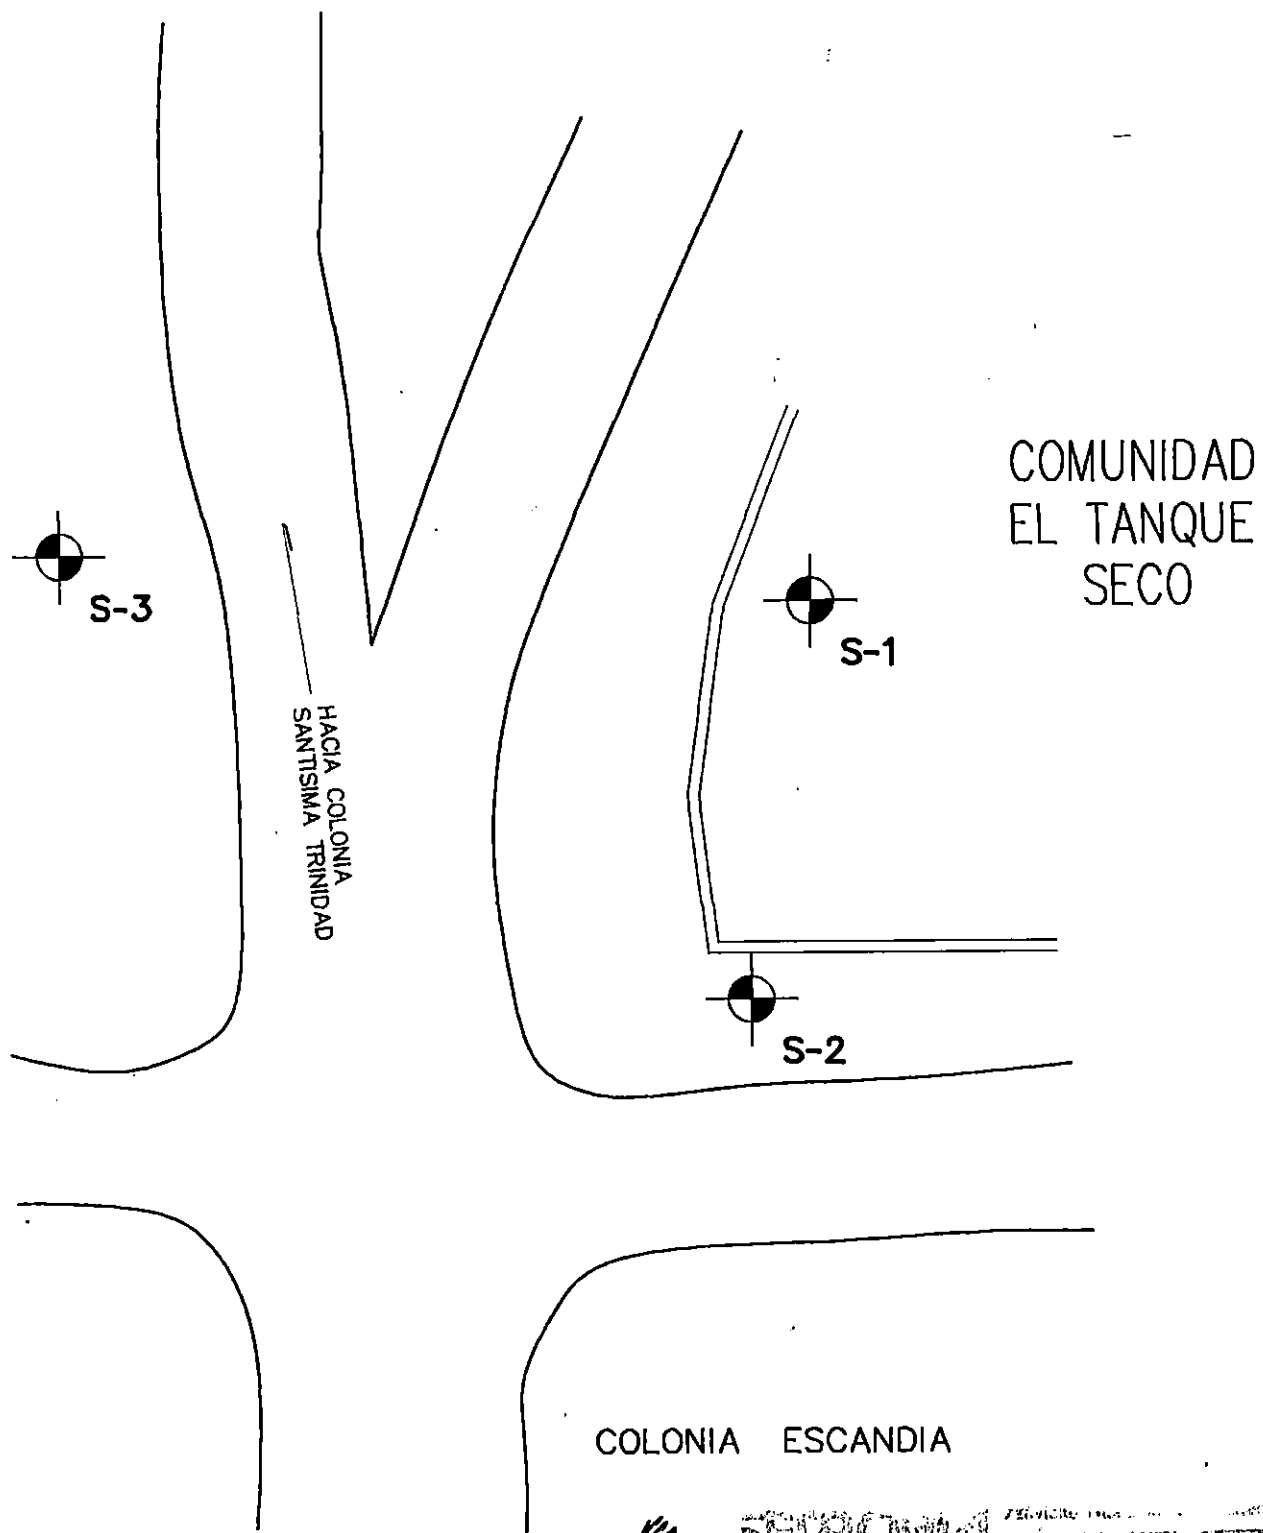 COMUNIDAD
EL TANQUE
SECO
S-3
S-1
HACIA COLONIA
SANTISIMA TRINIDAD
S-2
COLONIA ESCANDIA